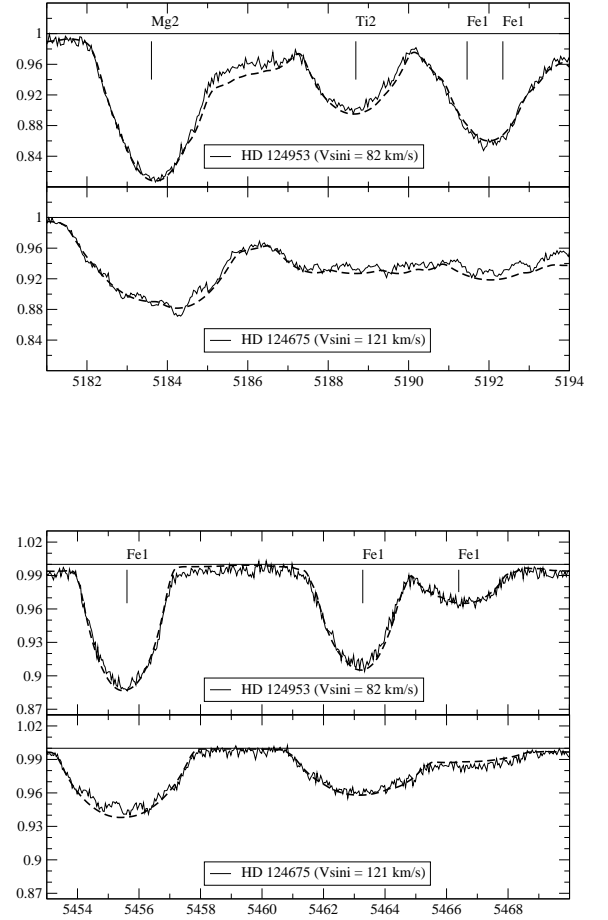 Mg2 Ti2 Fe1 Fe1
1
0.96
0.92
0.88
0.84
HD 124953 (Vsini = 82 km/s)
1
0.96
0.92
0.88
0.84
HD 124675 (Vsini = 121 km/s)
5182 5184 5186 5188 5190 5192 5194
1.02
Fe1 Fe1 Fe1
0.99
0.96
0.93
0.9
0.87
HD 124953 (Vsini = 82 km/s)
1.02
0.99
0.96
0.93
0.9
0.87
HD 124675 (Vsini = 121 km/s)
5454 5456 5458 5460 5462 5464 5466 5468